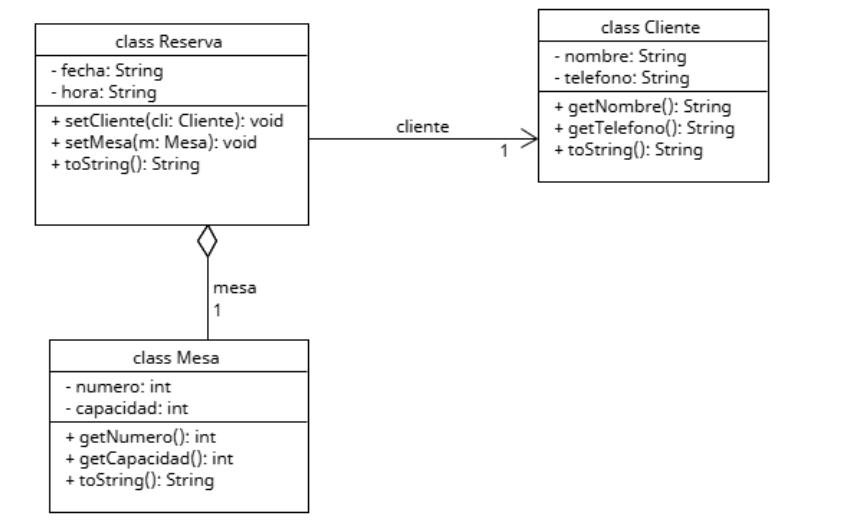 class Reserva
- fecha: String
- hora: String
+ setCliente(cli: Cliente): void
+ setMesa(m: Mesa): void
+ toString(): String
cliente
1
class Cliente
- nombre: String
- telefono: String
+ getNombre(): String
+ getTelefono(): String
+ toString(): String
mesa
1
class Mesa
- numero: int
- capacidad: int
+ getNumero(): int
+ getCapacidad(): int
+ toString(): String